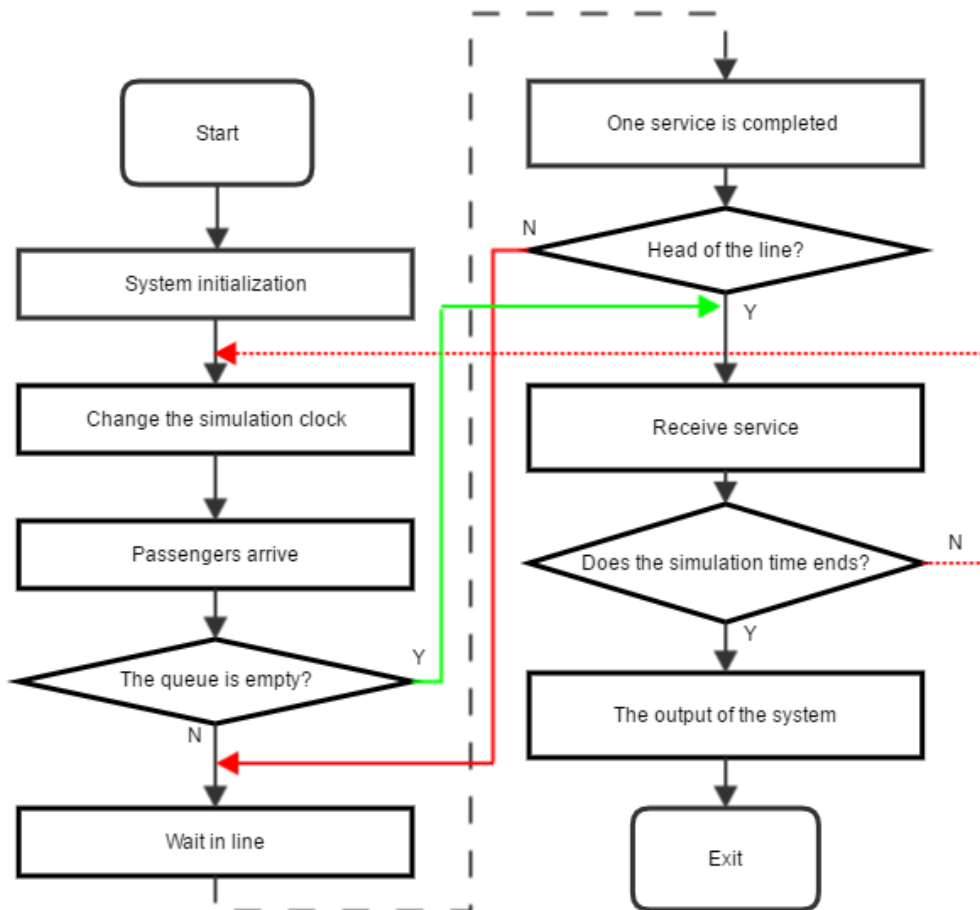 Start
System initialization
Change the simulation clock
Passengers arrive
The queue is empty?
Y
N
Wait in line
One service is completed
N
Head of the line?
Y
Receive service
Does the simulation time ends?
N
Y
The output of the system
Exit